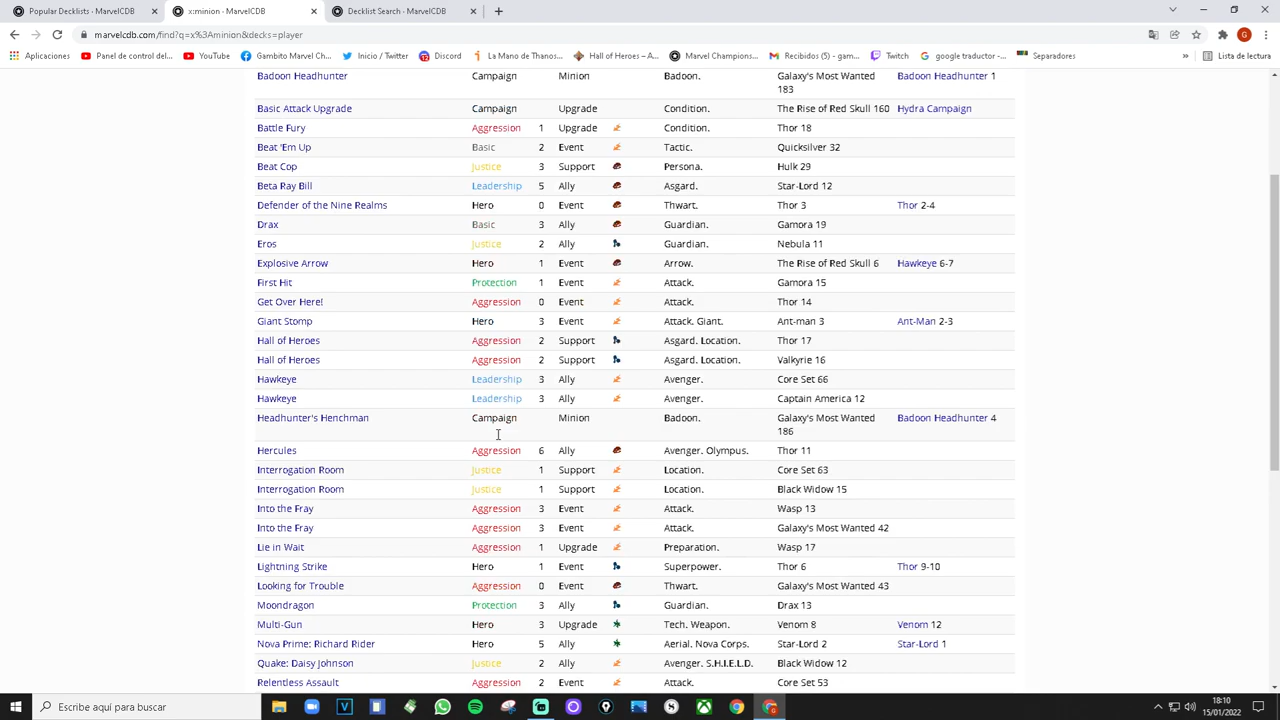 Popular Decklists - MarvelCDB
x:minion - MarvelCDB
Decklist Search - MarvelCDB
marvelcdb.com/find?q=x%3Aminion&decks=player
G
Aplicaciones
Panel de control del...
YouTube
Gambito Marvel Ch...
Inicio / Twitter
Discord
La Mano de Thanos...
Hall of Heroes – A...
Marvel Champions...
Recibidos (5) - gam...
Twitch
google traductor -...
Separadores
»
Lista de lectura
Badoon Headhunter Campaign Minion Badoon. Galaxy's Most Wanted 183 Badoon Headhunter 1
Basic Attack Upgrade Campaign Upgrade Condition. The Rise of Red Skull 160 Hydra Campaign
Battle Fury Aggression 1 Upgrade Condition. Thor 18
Beat 'Em Up Basic 2 Event Tactic. Quicksilver 32
Beat Cop Justice 3 Support Persona. Hulk 29
Beta Ray Bill Leadership 5 Ally Asgard. Star-Lord 12
Defender of the Nine Realms Hero 0 Event Thwart. Thor 3 Thor 2-4
Drax Basic 3 Ally Guardian. Gamora 19
Eros Justice 2 Ally Guardian. Nebula 11
Explosive Arrow Hero 1 Event Arrow. The Rise of Red Skull 6 Hawkeye 6-7
First Hit Protection 1 Event Attack. Gamora 15
Get Over Here! Aggression 0 Event Attack. Thor 14
Giant Stomp Hero 3 Event Attack. Giant. Ant-man 3 Ant-Man 2-3
Hall of Heroes Aggression 2 Support Asgard. Location. Thor 17
Hall of Heroes Aggression 2 Support Asgard. Location. Valkyrie 16
Hawkeye Leadership 3 Ally Avenger. Core Set 66
Hawkeye Leadership 3 Ally Avenger. Captain America 12
Headhunter's Henchman Campaign Minion Badoon. Galaxy's Most Wanted 186 Badoon Headhunter 4
Hercules Aggression 6 Ally Avenger. Olympus. Thor 11
Interrogation Room Justice 1 Support Location. Core Set 63
Interrogation Room Justice 1 Support Location. Black Widow 15
Into the Fray Aggression 3 Event Attack. Wasp 13
Into the Fray Aggression 3 Event Attack. Galaxy's Most Wanted 42
Lie in Wait Aggression 1 Upgrade Preparation. Wasp 17
Lightning Strike Hero 1 Event Superpower. Thor 6 Thor 9-10
Looking for Trouble Aggression 0 Event Thwart. Galaxy's Most Wanted 43
Moondragon Protection 3 Ally Guardian. Drax 13
Multi-Gun Hero 3 Upgrade Tech. Weapon. Venom 8 Venom 12
Nova Prime: Richard Rider Hero 5 Ally Aerial. Nova Corps. Star-Lord 2 Star-Lord 1
Quake: Daisy Johnson Justice 2 Ally Avenger. S.H.I.E.L.D. Black Widow 12
Relentless Assault Aggression 2 Event Attack. Core Set 53
Escribe aquí para buscar
18:10
15/01/2022